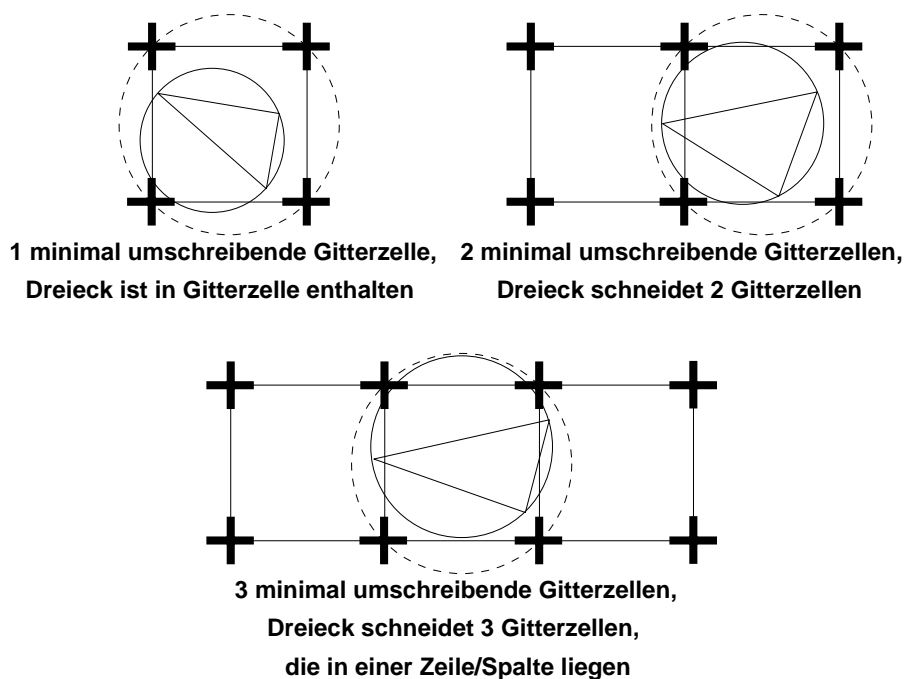 1 minimal umschreibende Gitterzelle,
Dreieck ist in Gitterzelle enthalten
2 minimal umschreibende Gitterzellen,
Dreieck schneidet 2 Gitterzellen
3 minimal umschreibende Gitterzellen,
Dreieck schneidet 3 Gitterzellen,
die in einer Zeile/Spalte liegen